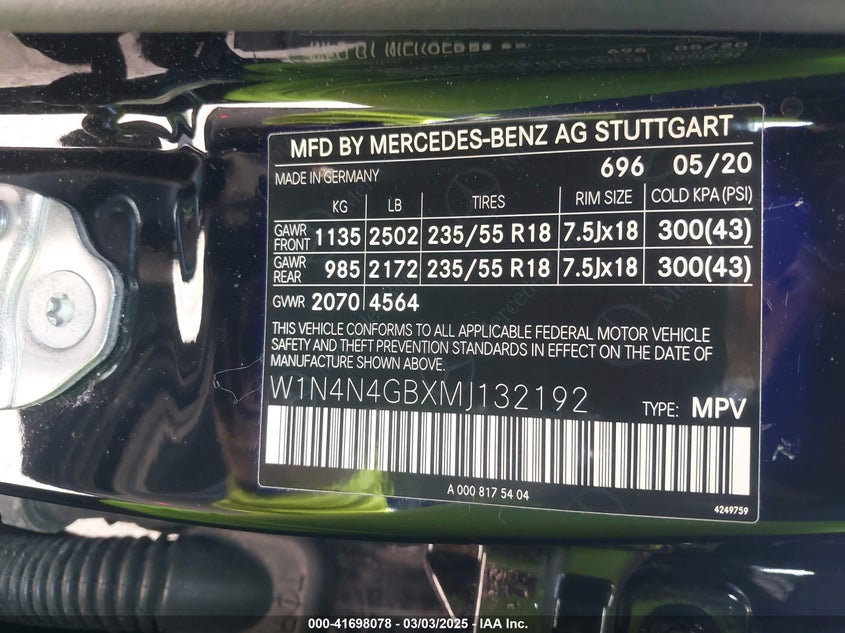 MFD BY MERCEDES-BENZ AG STUTTGART
MADE IN GERMANY 696 05/20
KG LB TIRES RIM SIZE COLD KPA (PSI)
GAWR FRONT 1135 2502 235/55 R18 7.5Jx18 300(43)
GAWR REAR 985 2172 235/55 R18 7.5Jx18 300(43)
GVWR 2070 4564
THIS VEHICLE CONFORMS TO ALL APPLICABLE FEDERAL MOTOR VEHICLE
SAFETY AND THEFT PREVENTION STANDARDS IN EFFECT ON THE DATE OF
MANUFACTURE SHOWN ABOVE.
W1N4N4GBXMJ132192 TYPE: MPV
A 000 817 54 04
4249759
000-41698078 - 03/03/2025 - IAA Inc.